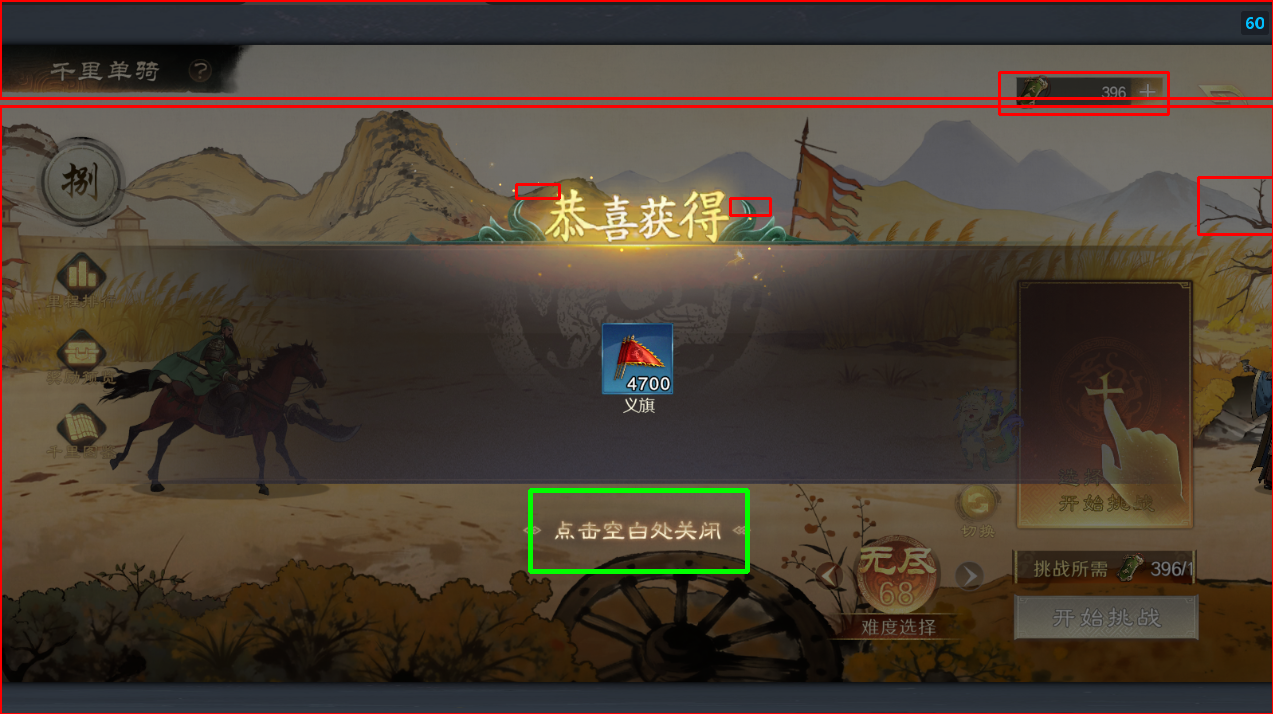 60
千里单骑 ?
396
捌
恭喜获得
4700
义旗
开始挑战
点击空白处关闭
切换
无尽
68
难度选择
挑战所需 396/1
开始挑战